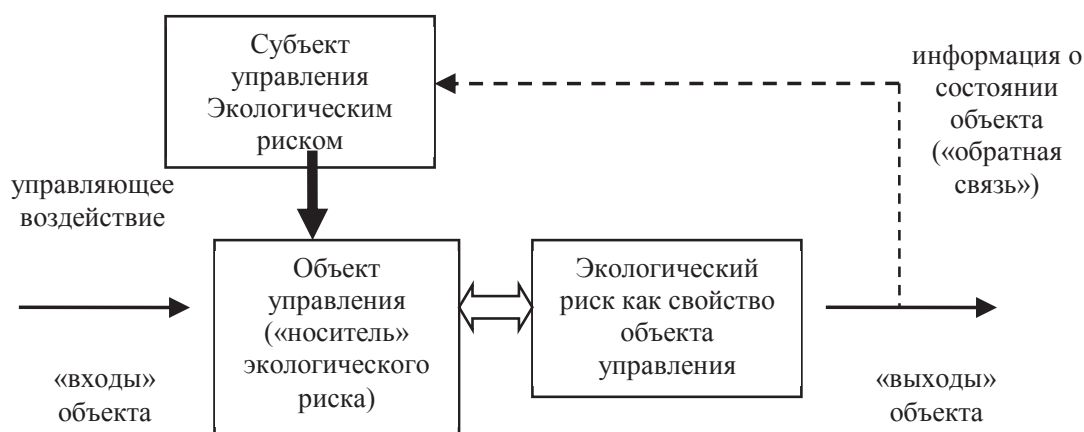 Субъект
управления
Экологическим
риском
информация о
состоянии
объекта
(«обратная
связь»)
управляющее
воздействие
Объект
управления
(«носитель»
экологического
риска)
Экологический
риск как свойство
объекта
управления
«входы»
объекта
«выходы»
объекта